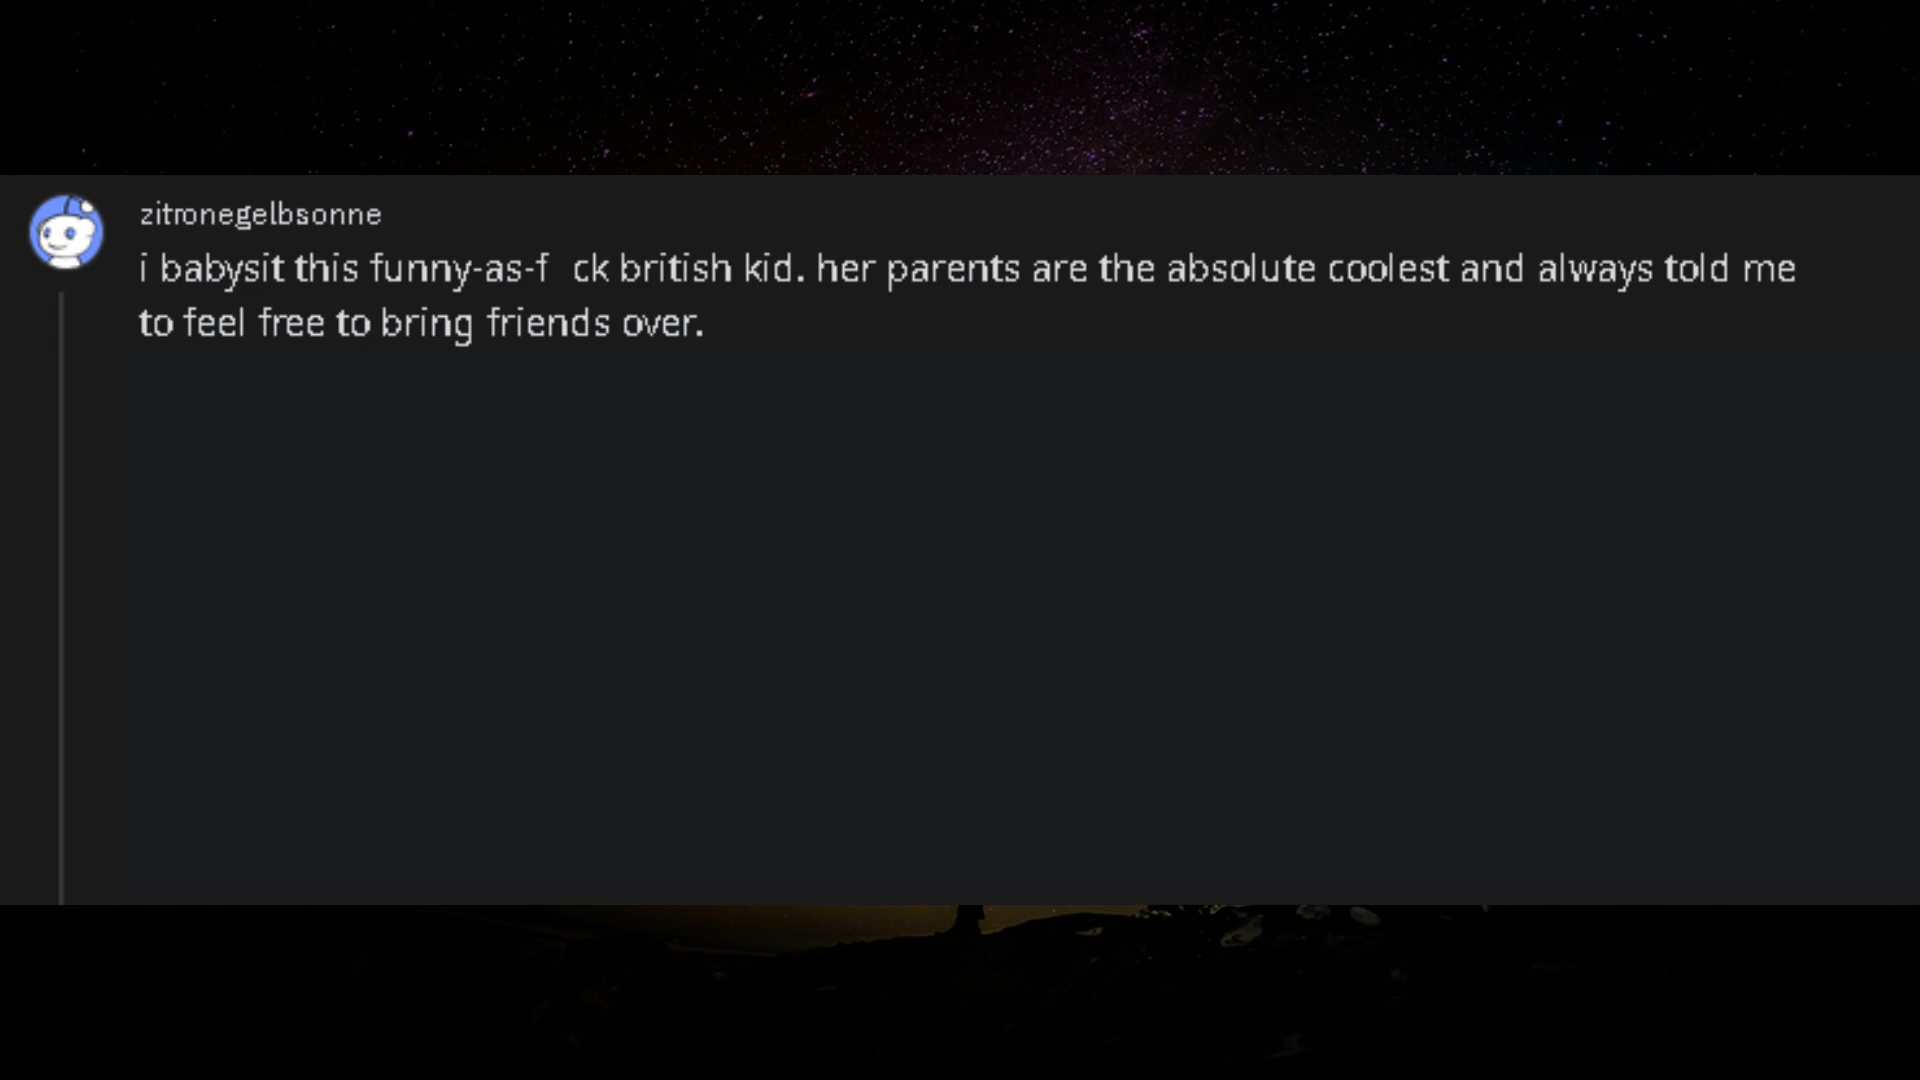 zitronegelbsonne
i babysit this funny-as-f ck british kid. her parents are the absolute coolest and always told me
to feel free to bring friends over.